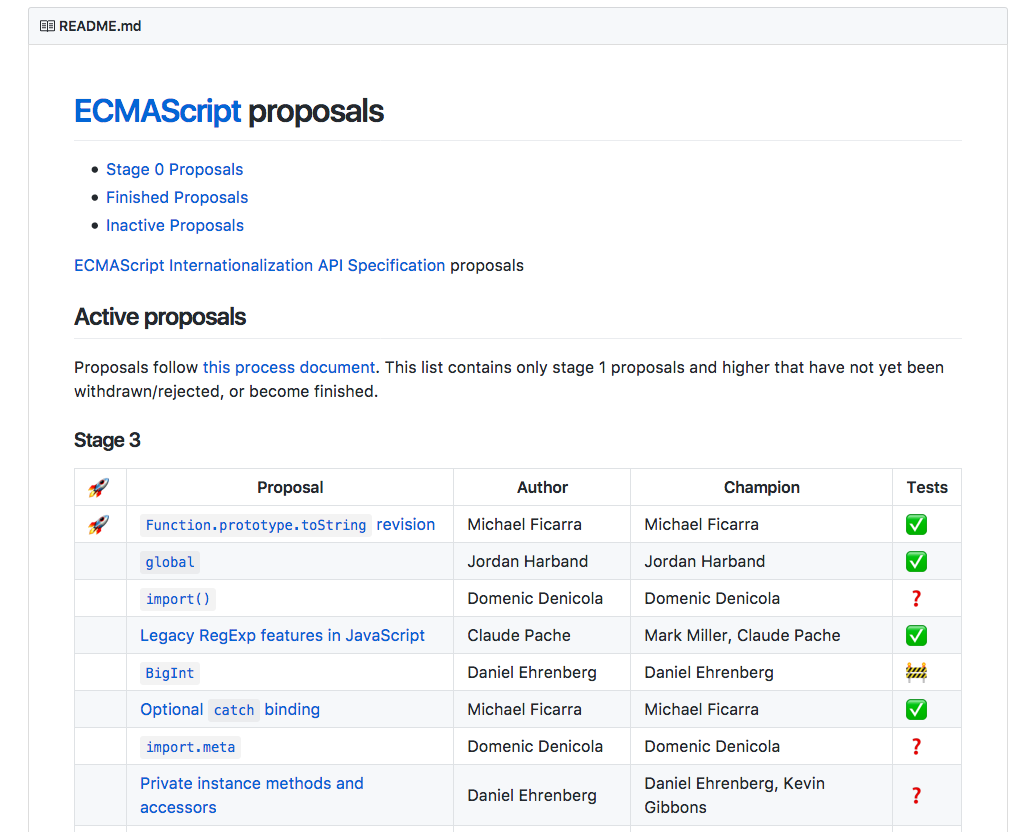 README.md
ECMAScript proposals
Stage 0 Proposals
Finished Proposals
Inactive Proposals
ECMAScript Internationalization API Specification proposals
Active proposals
Proposals follow this process document. This list contains only stage 1 proposals and higher that have not yet been
withdrawn/rejected, or become finished.
Stage 3
🚀 Proposal Author Champion Tests
🚀 Function.prototype.toString revision Michael Ficarra Michael Ficarra ✅
global Jordan Harband Jordan Harband ✅
import() Domenic Denicola Domenic Denicola ❓
Legacy RegExp features in JavaScript Claude Pache Mark Miller, Claude Pache ✅
BigInt Daniel Ehrenberg Daniel Ehrenberg 🚧
Optional catch binding Michael Ficarra Michael Ficarra ✅
import.meta Domenic Denicola Domenic Denicola ❓
Private instance methods and
accessors
Daniel Ehrenberg
Daniel Ehrenberg, Kevin
Gibbons
❓